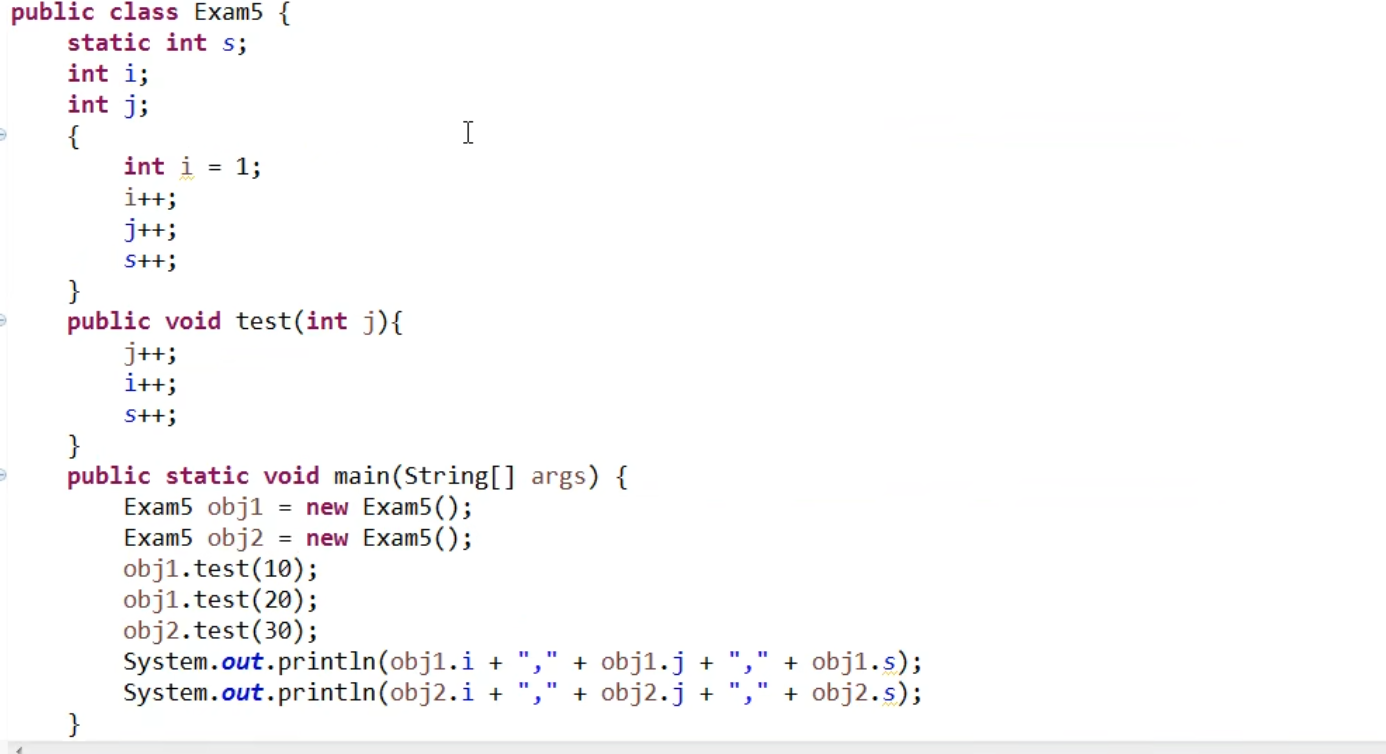 public class Exam5 {
    static int s;
    int i;
    int j;
    {
        int i = 1;
        i++;
        j++;
        s++;
    }
    public void test(int j){
        j++;
        i++;
        s++;
    }
    public static void main(String[] args) {
        Exam5 obj1 = new Exam5();
        Exam5 obj2 = new Exam5();
        obj1.test(10);
        obj1.test(20);
        obj2.test(30);
        System.out.println(obj1.i + "," + obj1.j + "," + obj1.s);
        System.out.println(obj2.i + "," + obj2.j + "," + obj2.s);
    }